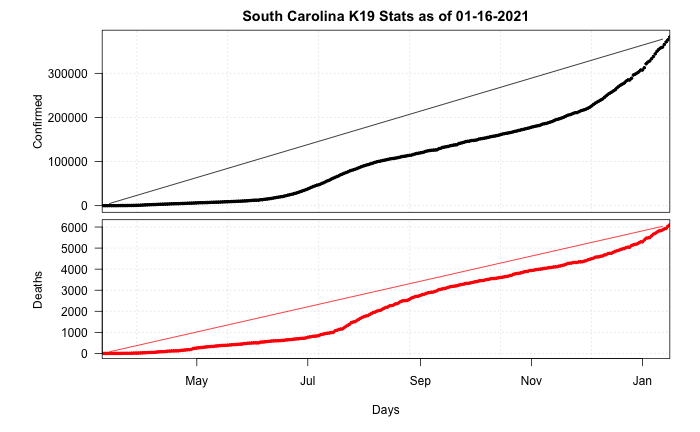 South Carolina K19 Stats as of 01-16-2021
Confirmed
300000
200000
100000
0
Deaths
6000
5000
4000
3000
2000
1000
0
May Jul Sep Nov Jan
Days